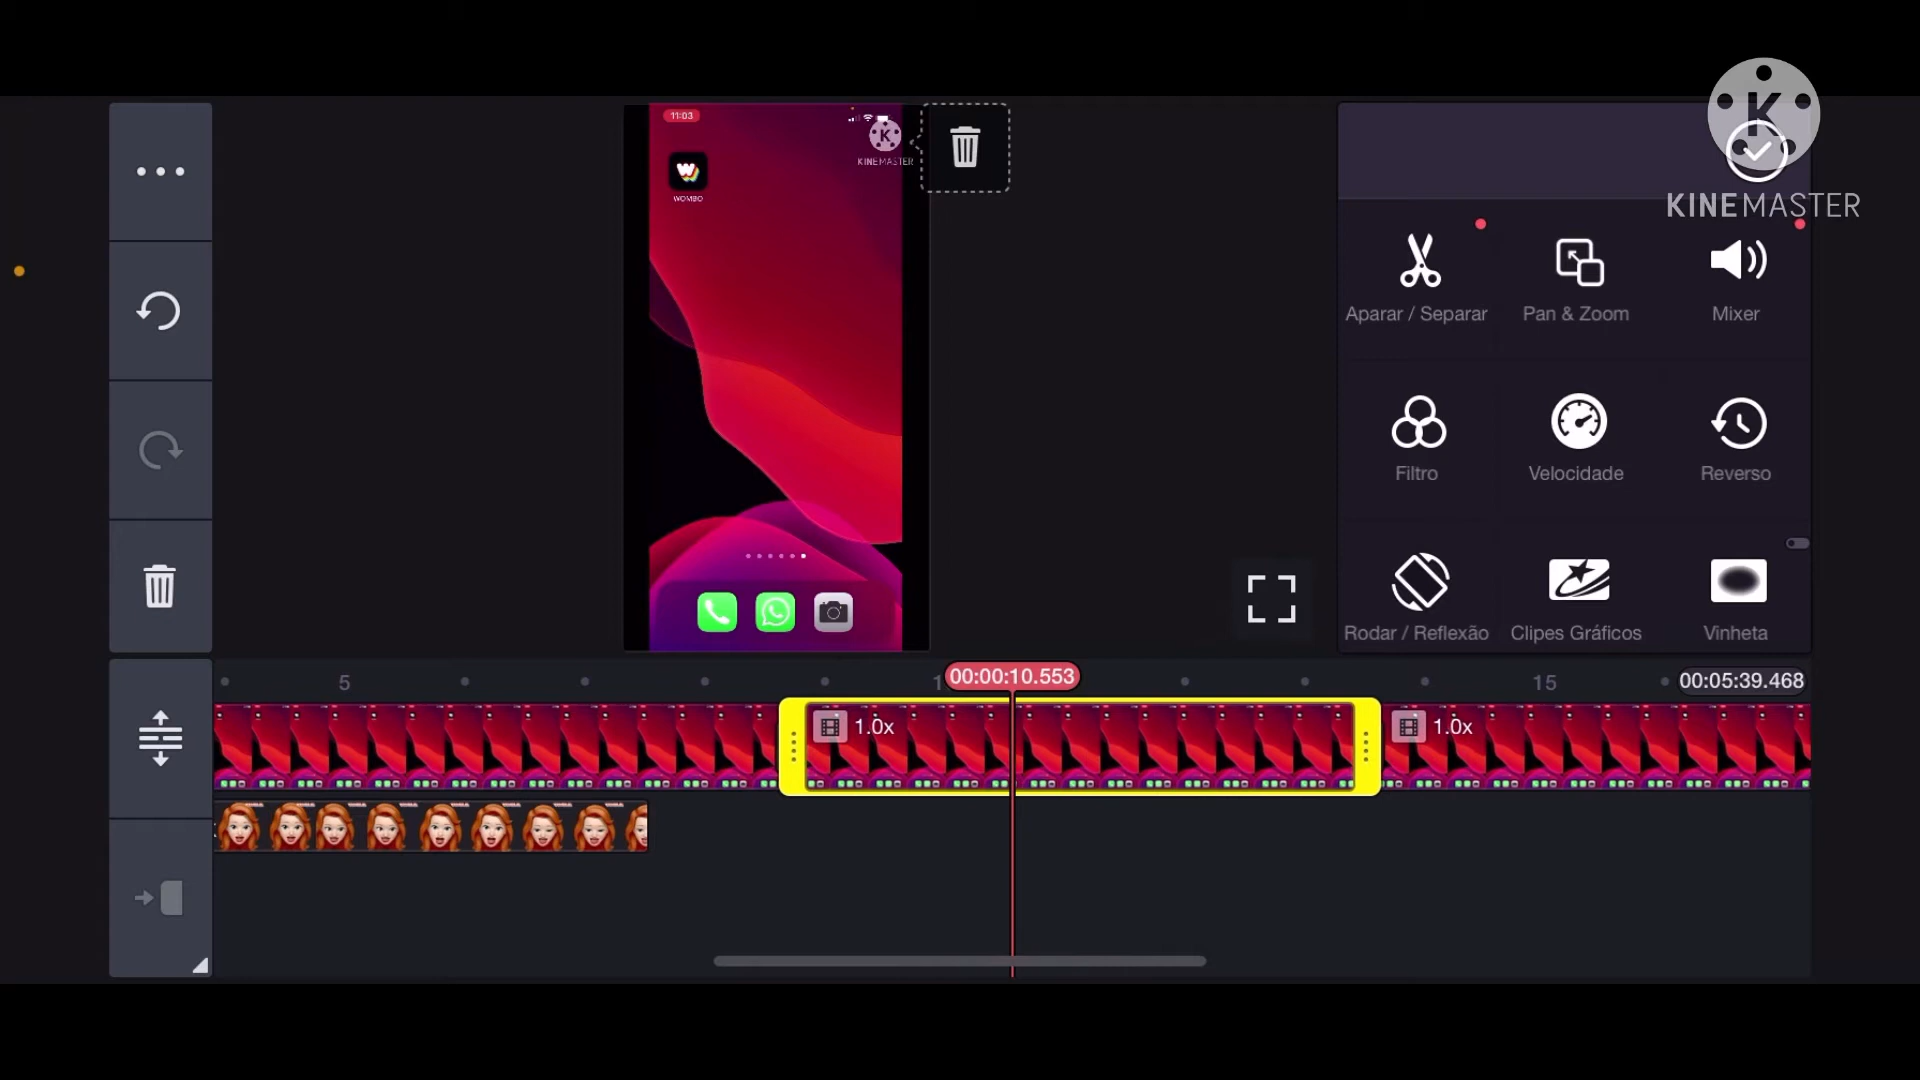 11:03
KINEMASTER
W
WOMBO
K
KINEMASTER
Aparar / Separar
Pan & Zoom
Mixer
Filtro
Velocidade
Reverso
Rodar / Reflexão
Clipes Gráficos
Vinheta
5
00:00:10.553
15
00:05:39.468
1.0x
1.0x